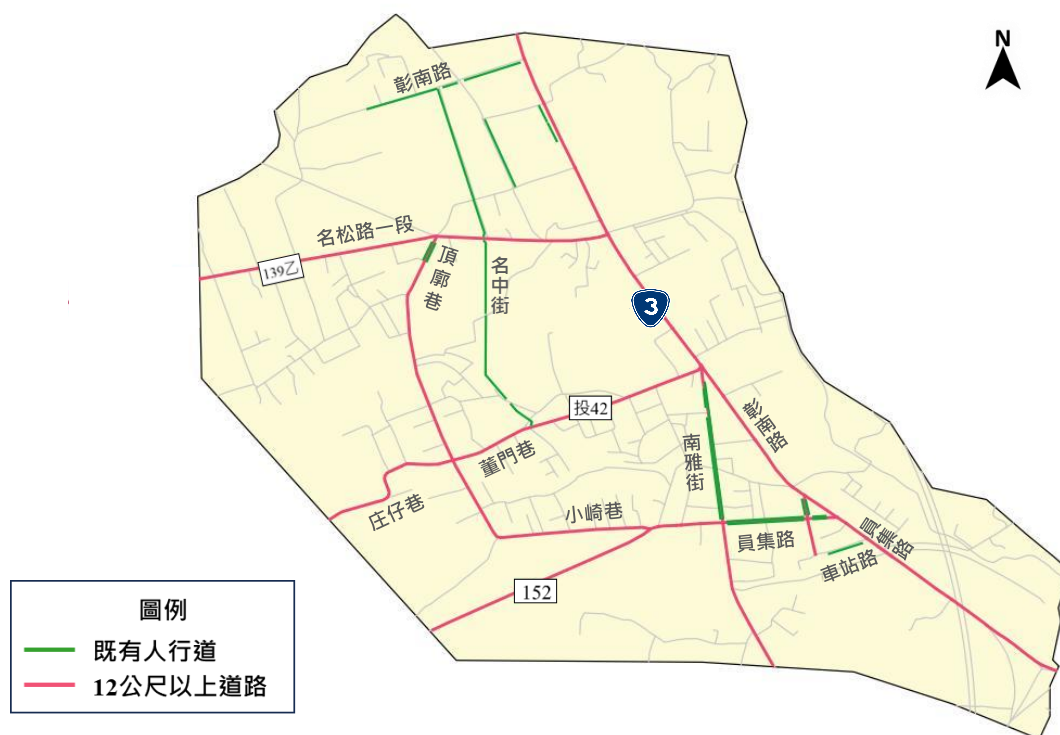 N
彰南路
名松路一段
139乙
頂廓巷
名中街
3
投42
彰南路
董門巷
南雅街
庄仔巷
小崎巷
員集路
員集路
車站路
152
圖例
既有人行道
12公尺以上道路